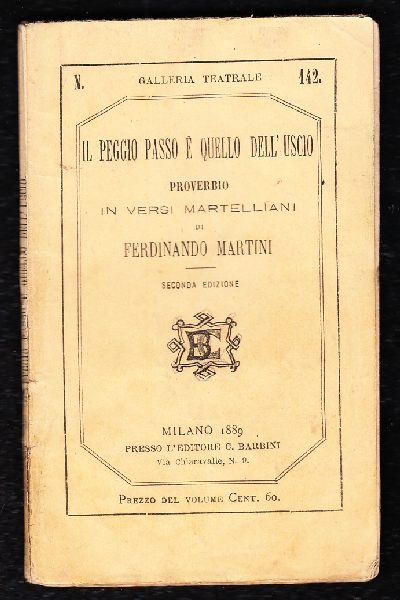 N. GALLERIA TEATRALE 142.
IL PEGGIO PASSO È QUELLO DELL'USCIO
PROVERBIO
IN VERSI MARTELLIANI
DI
FERDINANDO MARTINI
SECONDA EDIZIONE
MILANO 1889
PRESSO L'EDITORE C. BARBINI
Via Chiaravalle, N. 9.
PREZZO DEL VOLUME CENT. 60.